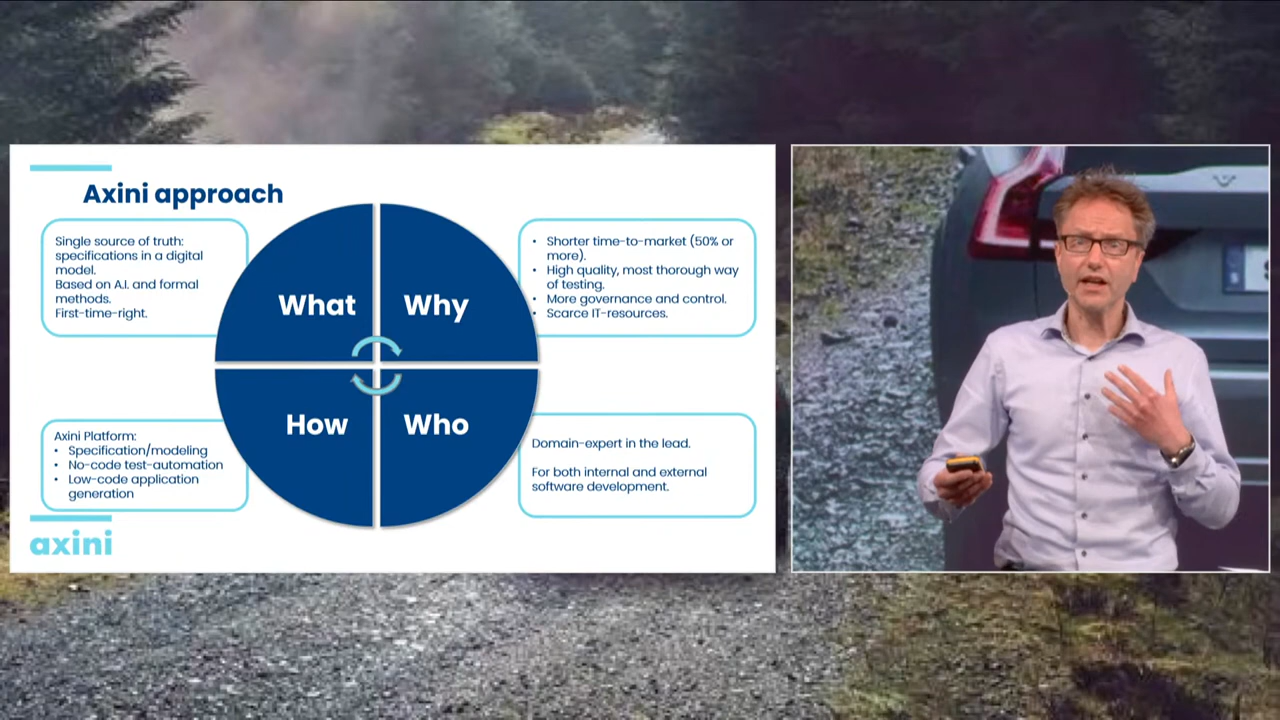 Axini approach
Single source of truth:
specifications in a digital
model.
Based on A.I. and formal
methods.
First-time-right.
What
Why
• Shorter time-to-market (50% or
more).
• High quality, most thorough way
of testing.
• More governance and control.
• Scarce IT-resources.
How
Who
Axini Platform:
• Specification/modeling
• No-code test-automation
• Low-code application
generation
Domain-expert in the lead.
For both internal and external
software development.
axini